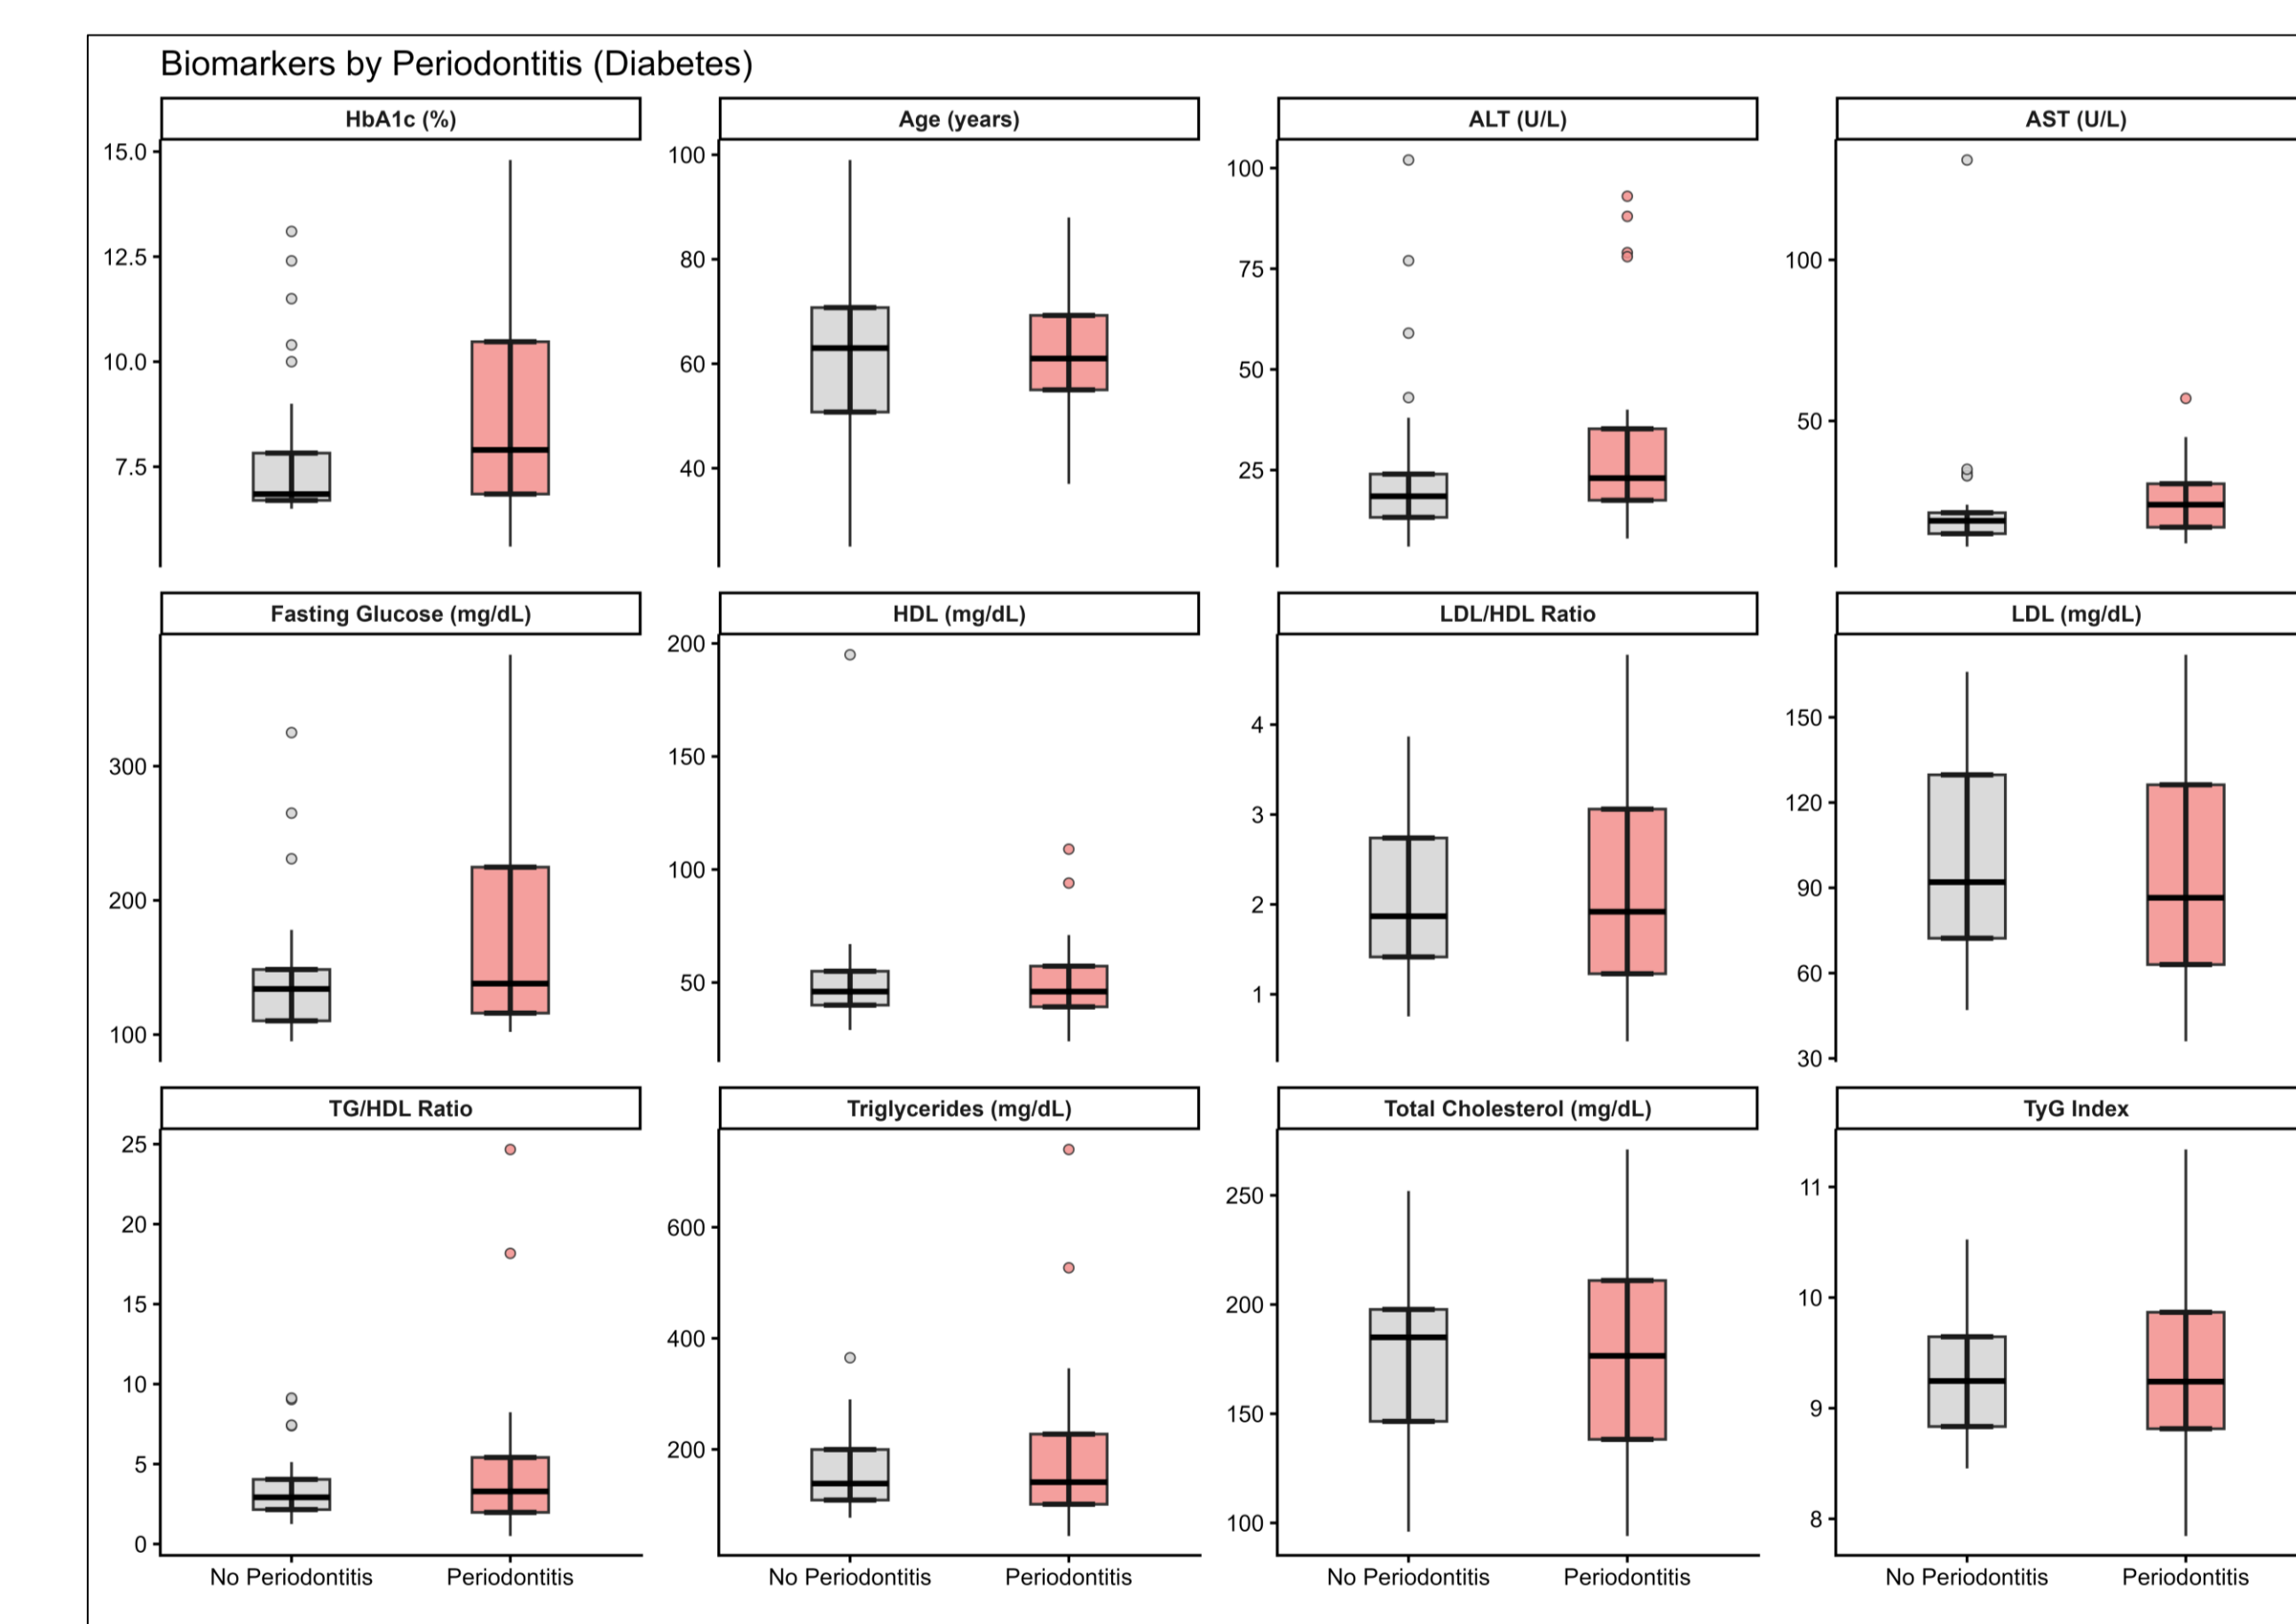 Biomarkers by Periodontitis (Diabetes)
HbA1c (%)
15.0
12.5
10.0
7.5
Age (years)
100
80
60
40
ALT (U/L)
100
75
50
25
AST (U/L)
100
50
Fasting Glucose (mg/dL)
300
200
100
HDL (mg/dL)
200
150
100
50
LDL/HDL Ratio
4
3
2
1
LDL (mg/dL)
150
120
90
60
30
TG/HDL Ratio
25
20
15
10
5
0
No Periodontitis Periodontitis
Triglycerides (mg/dL)
600
400
200
No Periodontitis Periodontitis
Total Cholesterol (mg/dL)
250
200
150
100
No Periodontitis Periodontitis
TyG Index
11
10
9
8
No Periodontitis Periodontitis